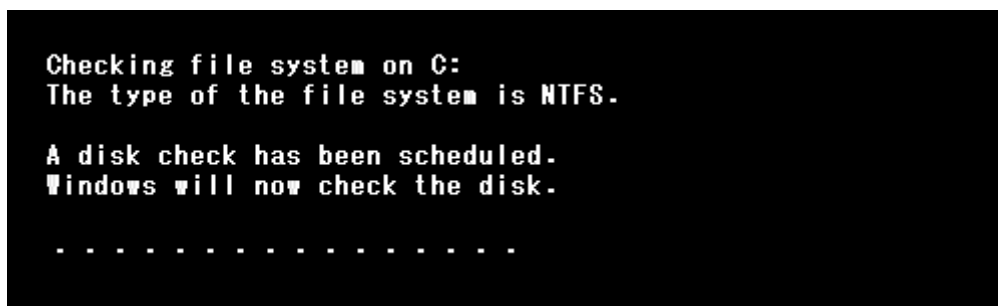 Checking file system on C:
The type of the file system is NTFS.
A disk check has been scheduled.
Windows will now check the disk.
. . . . . . . . . . . . . . . .